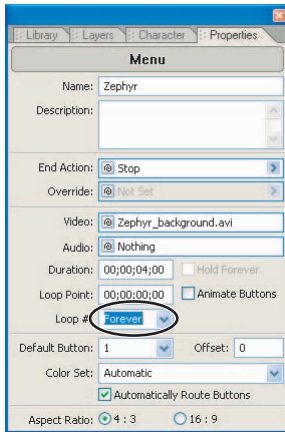 Library Layers Character Properties
Menu
Name: Zephyr
Description:
End Action: Stop
Override: Not Set
Video: Zephyr_background.avi
Audio: Nothing
Duration: 00;00;04;00 Hold Forever
Loop Point: 00:00:00;00 Animate Buttons
Loop # Forever
Default Button: 1 Offset: 0
Color Set: Automatic
Automatically Route Buttons
Aspect Ratio: 4 : 3 16 : 9